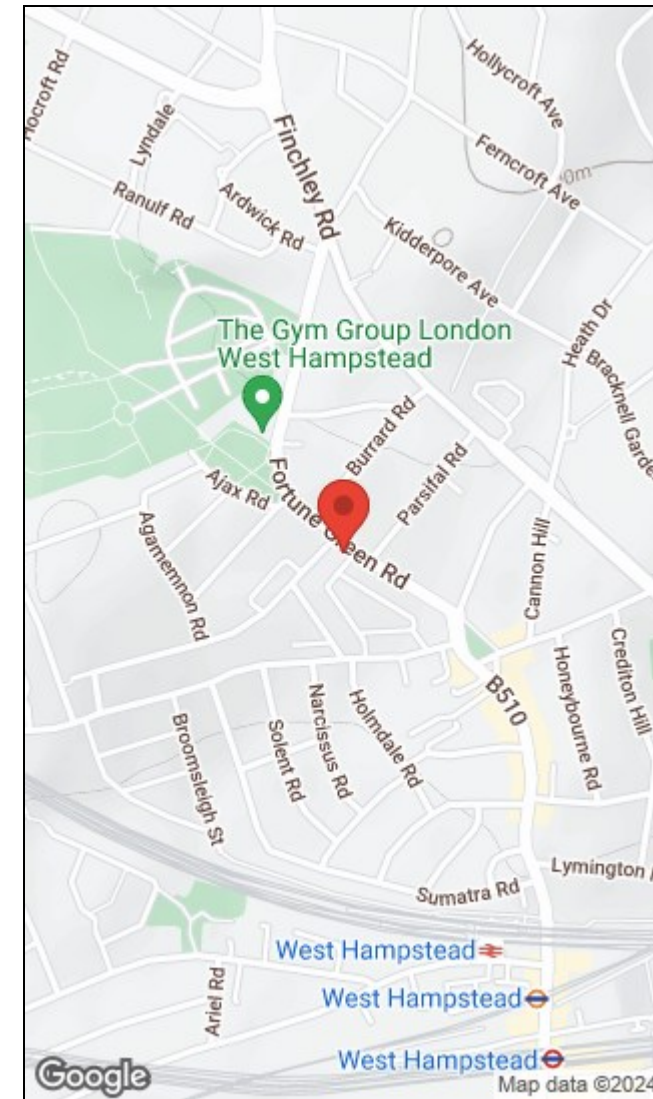 Hollycroft Ave
Hocroft Rd
Lyndale
Finchley Rd
Ferncroft Ave
Ranulf Rd
Ardwick Rd
Kidderpore Ave
Heath Dr
The Gym Group London
West Hampstead
Bracknell
Burrard Rd
Parsifal Rd
Ajax Rd
Fortune Green Rd
Agamemnon Rd
Cannon Hill
Crediton Hill
Honeybourne Rd
B510
Narcissus Rd
Holmdale Rd
Solent Rd
Broomsleigh St
Lymington
Sumatra Rd
West Hampstead
Ariel Rd
West Hampstead
West Hampstead
Google
Map data ©2024